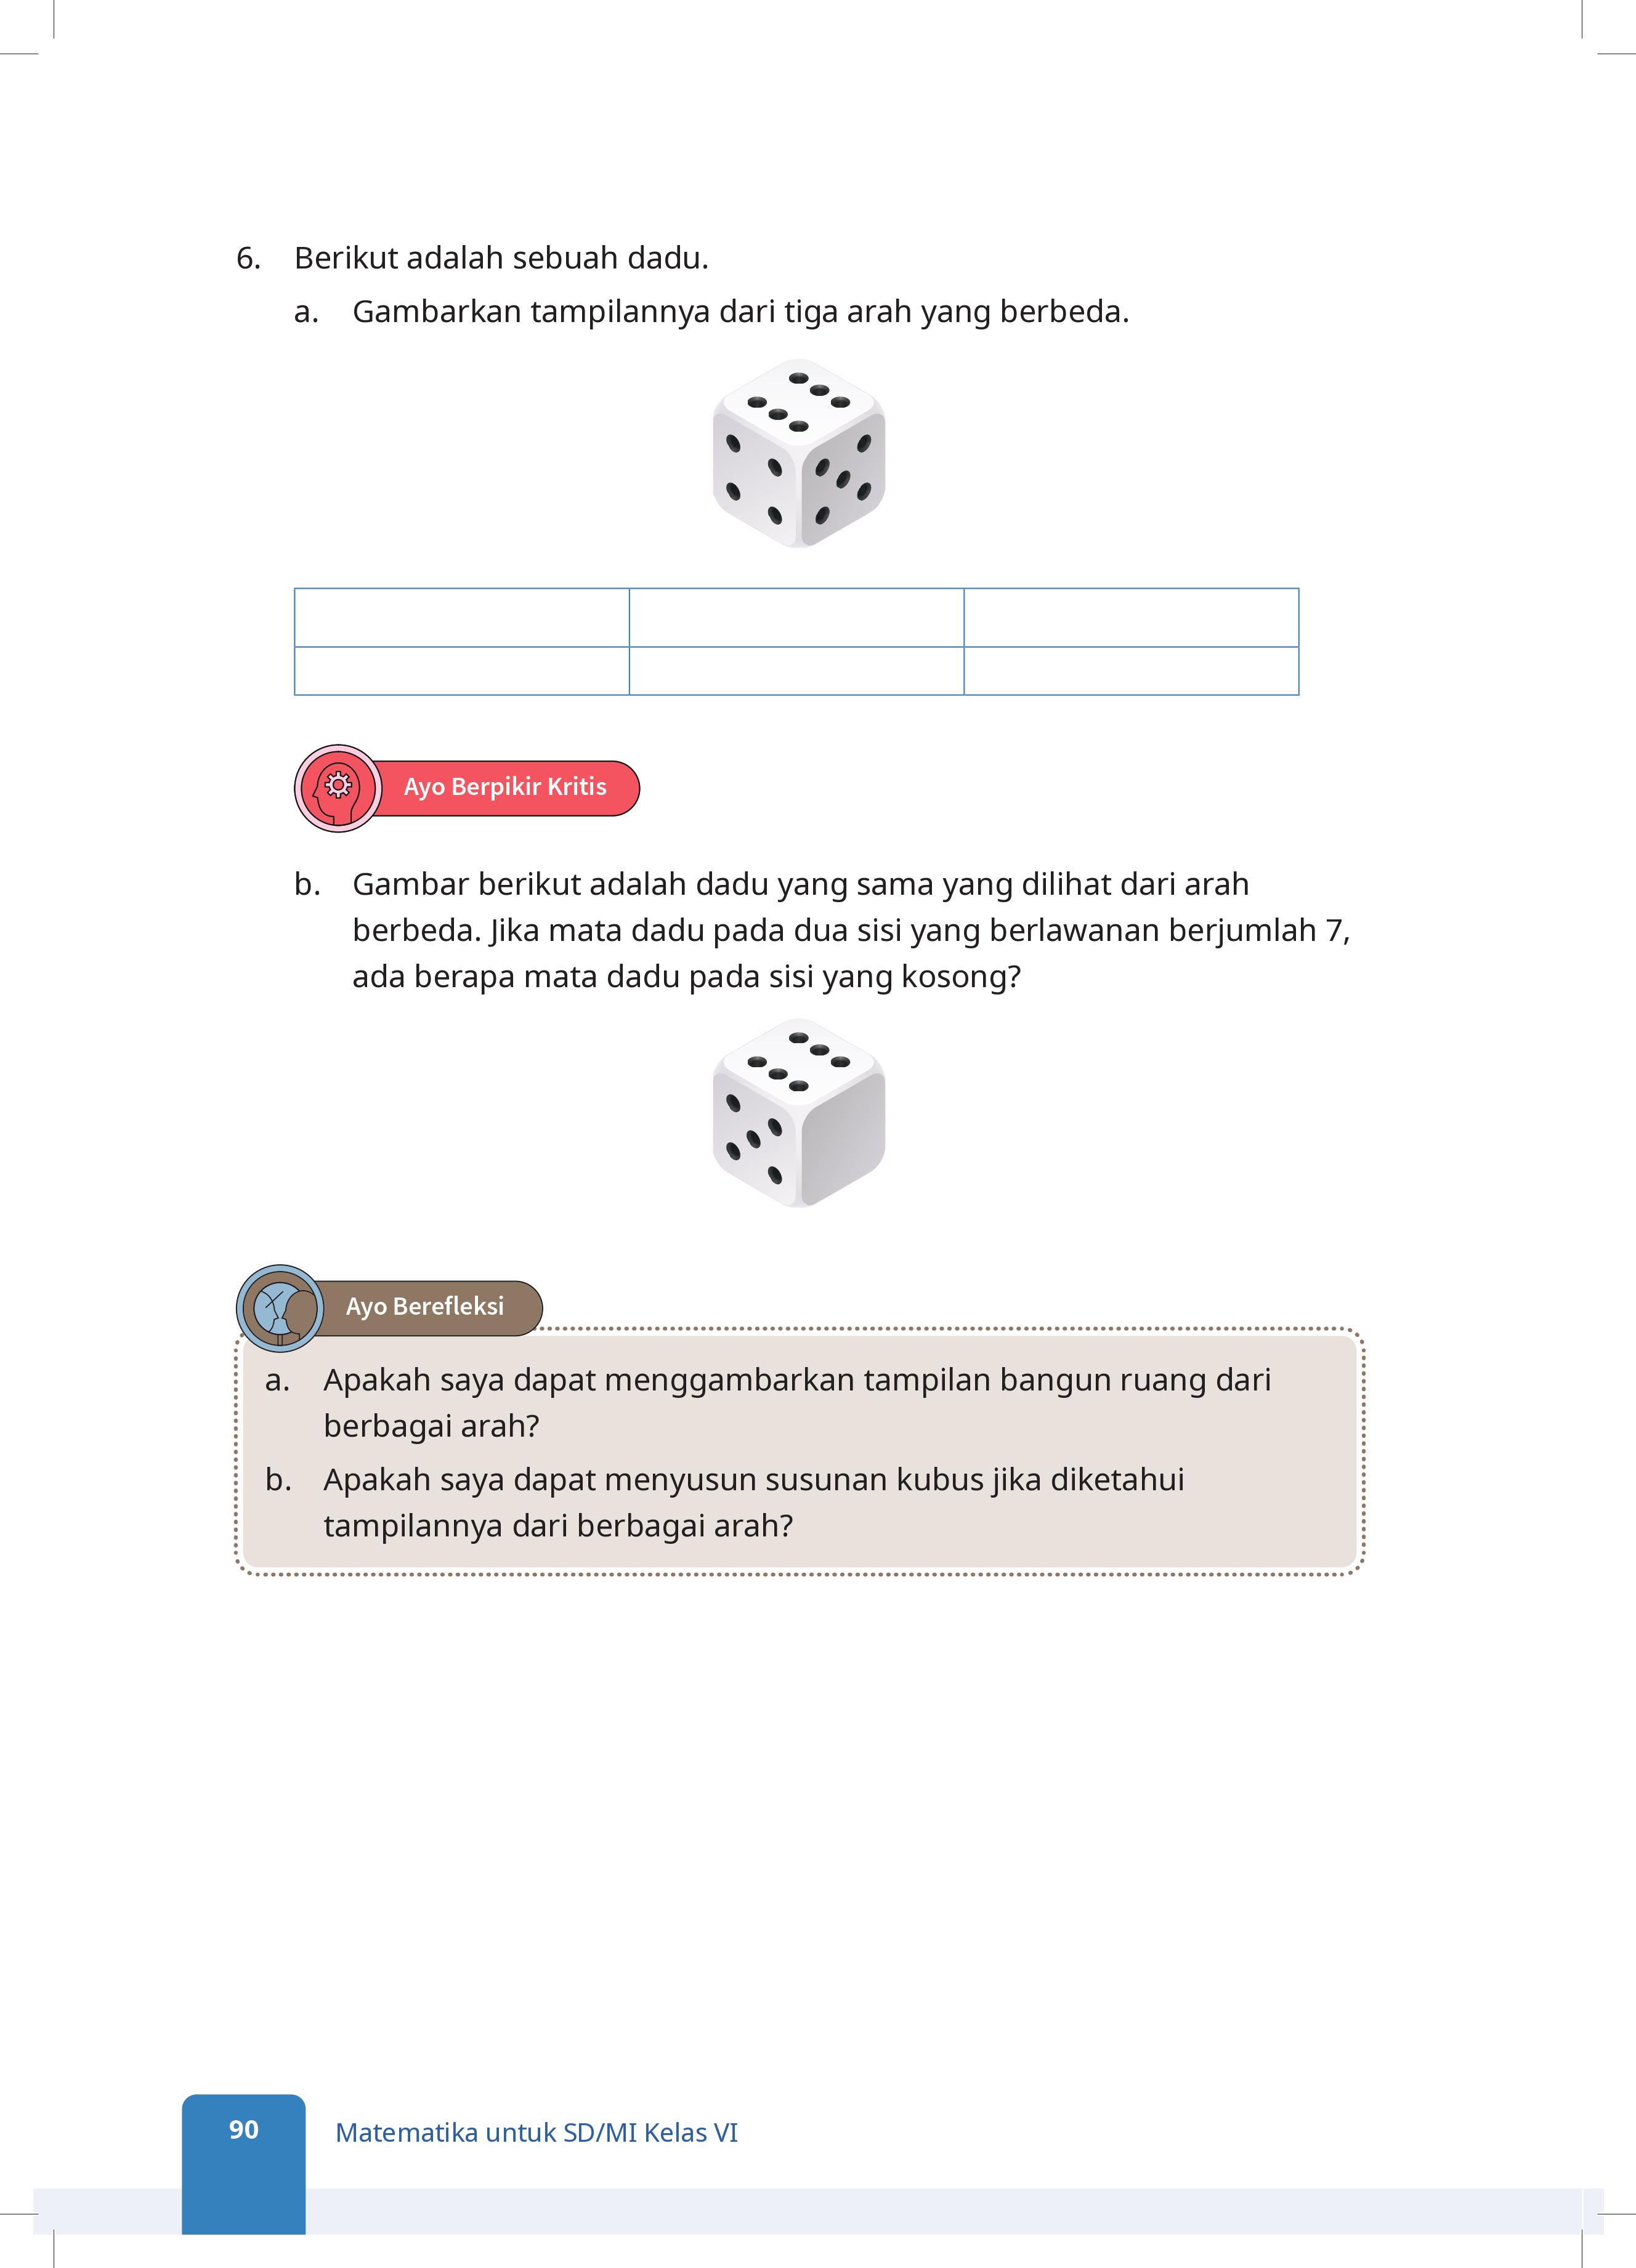 6. Berikut adalah sebuah dadu.
a. Gambarkan tampilannya dari tiga arah yang berbeda.
Ayo Berpikir Kritis
b. Gambar berikut adalah dadu yang sama yang dilihat dari arah
berbeda. Jika mata dadu pada dua sisi yang berlawanan berjumlah 7,
ada berapa mata dadu pada sisi yang kosong?
Ayo Berefleksi
a. Apakah saya dapat menggambarkan tampilan bangun ruang dari
berbagai arah?
b. Apakah saya dapat menyusun susunan kubus jika diketahui
tampilannya dari berbagai arah?
90 Matematika untuk SD/MI Kelas VI